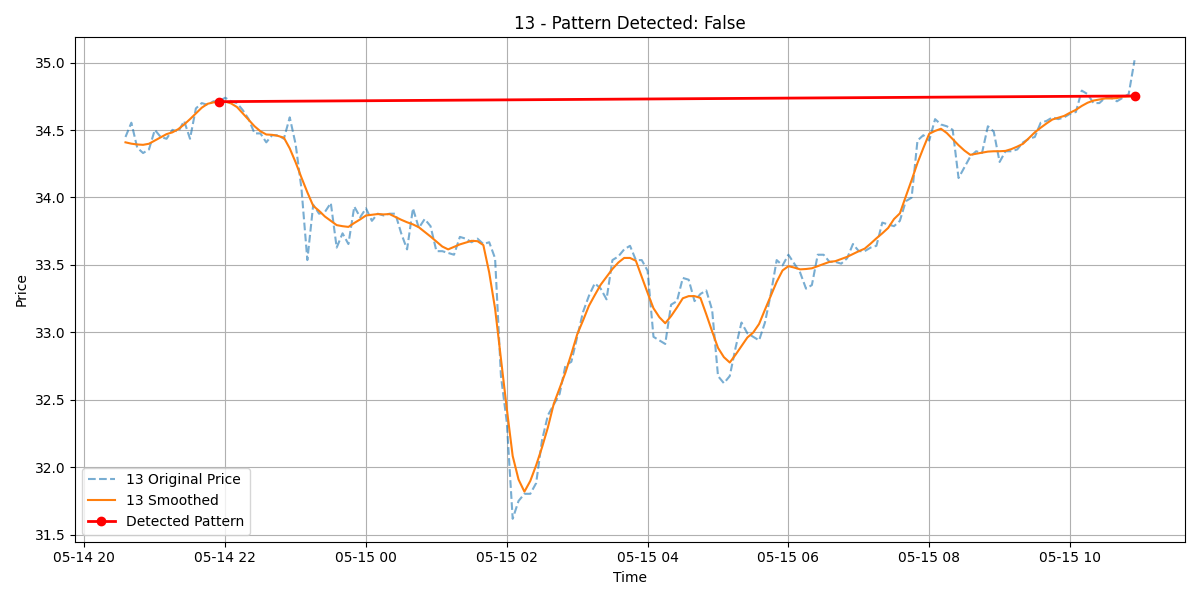 13 - Pattern Detected: False
35.0
34.5
34.0
33.5
33.0
32.5
32.0
31.5
Price
13 Original Price
13 Smoothed
Detected Pattern
05-14 20 05-14 22 05-15 00 05-15 02 05-15 04 05-15 06 05-15 08 05-15 10
Time